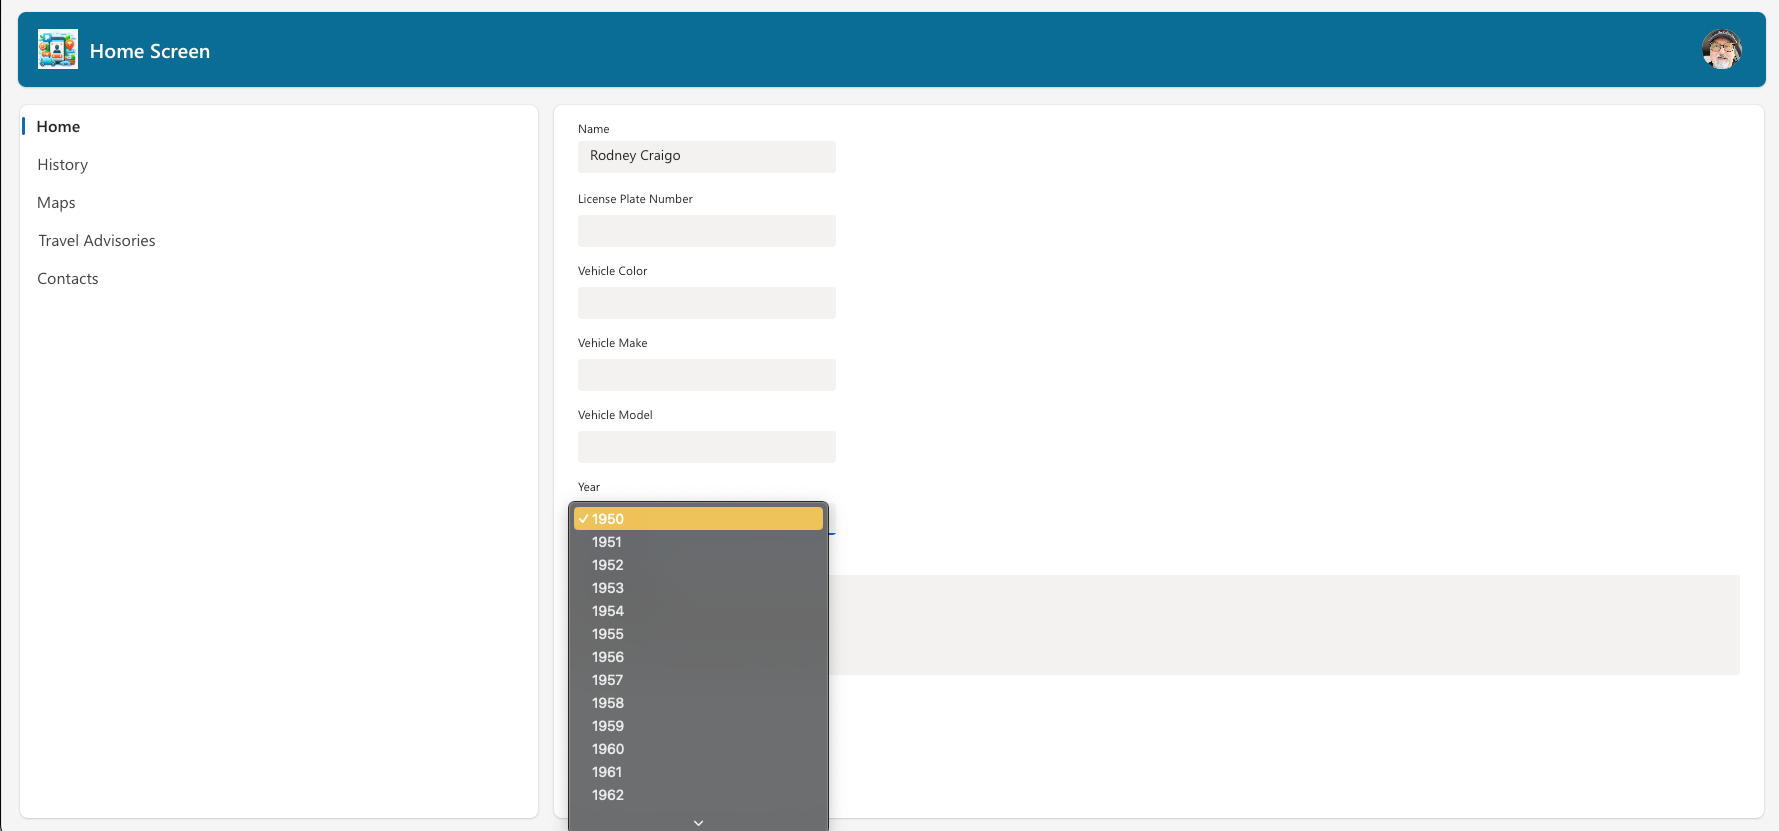 Home Screen
Home
History
Maps
Travel Advisories
Contacts
Name
Rodney Craigo
License Plate Number
Vehicle Color
Vehicle Make
Vehicle Model
Year
1950
1951
1952
1953
1954
1955
1956
1957
1958
1959
1960
1961
1962